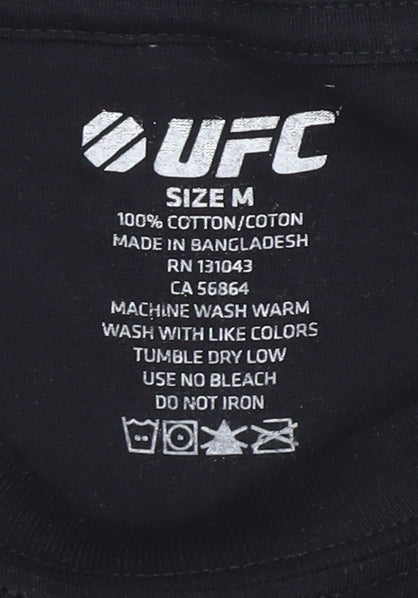 UFC
SIZE M
100% COTTON/COTON
MADE IN BANGLADESH
RN 131043
CA 56864
MACHINE WASH WARM
WASH WITH LIKE COLORS
TUMBLE DRY LOW
USE NO BLEACH
DO NOT IRON